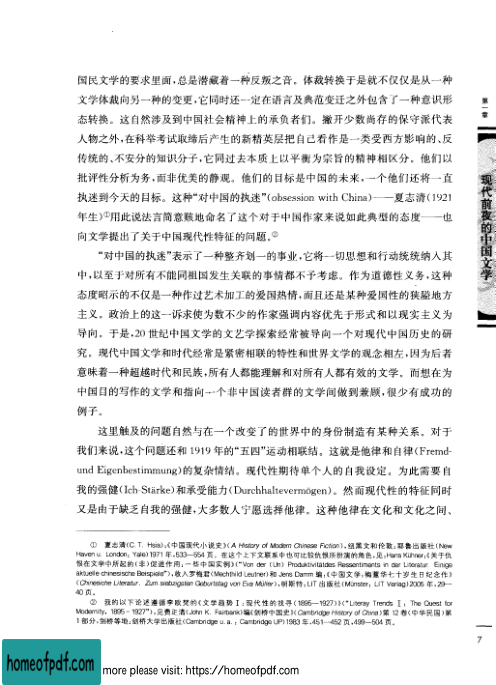 国民文学的要求里面,总是潜藏着一种反叛之音。体裁转换于是就不仅仅是从一种
文学体裁向另一种的变更,它同时还一定在语言及典范变迁之外包含了一种意识形
态转换。这自然涉及到中国社会精神上的承负者们。撇开少数尚存的保守派代表
人物之外,在科举考试取缔后产生的新精英层把自己看作是一类受西方影响的、反
传统的、不安分的知识分子,它同过去本质上以平衡为宗旨的精神相区分。他们以
批评性分析为务,而非优美的静观。他们的目标是中国的未来,一个他们还将一直
执迷到今天的目标。这种“对中国的执迷”(obsession with China)——夏志清(1921
年生)①用此说法言简意赅地命名了这个对于中国作家来说如此典型的态度——也
向文学提出了关于中国现代性特征的问题。②
“对中国的执迷”表示了一种整齐划一的事业,它将一切思想和行动统统纳入其
中,以至于对所有不能同祖国发生关联的事情都不予考虑。作为道德性义务,这种
态度昭示的不仅是一种作过艺术加工的爱国热情,而且还是某种爱国性的狭隘地方
主义。政治上的这一诉求使为数不少的作家强调内容优先于形式和以现实主义为
导向。于是,20世纪中国文学的文艺学探索经常被导向一个对现代中国历史的研
究。现代中国文学和时代经常是紧密相联的特性和世界文学的观念相左,因为后者
意味着一种超越时代和民族,所有人都能理解和对所有人都有效的文学。而想在为
中国目的写作的文学和指向一个非中国读者群的文学间做到兼顾,很少有成功的
例子。
这里触及的问题自然与在一个改变了的世界中的身份制造有某种关系。对于
我们来说,这个问题还和1919年的“五四”运动相联结。这就是他律和自律(Fremd-
und Eigenbestimmung)的复杂情结。现代性期待单个人的自我设定。为此需要自
我的强健(Ich-Stärke)和承受能力(Durchhaltevermögen)。然而现代性的特征同时
又是由于缺乏自我的强健,大多数人宁愿选择他律。这种他律在文化和文化之间、
① 夏志清(C. T. Hsia):《中国现代小说史》(A History of Modern Chinese Fiction),纽黑文和伦敦:耶鲁出版社(New
Haven u. London: Yale)1971年,533—554页。在这个上下文联系中也可比较仇恨所扮演的角色,见:Hans Kühner:《关于仇
恨在文学中所起的(非)促进作用:一些中国实例》(“Von der (Un) Produktivitätdes Ressentiments in der Literatur. Einige
aktuelle chinesische Beispiele”),收入梅绮君(Mechthild Leutner)和Jens Damm编:《中国文学:梅薏华七十岁生日纪念作》
(Chinesische Literatur. Zum siebzigsten Geburtstag von Eva Müller),明斯特:LIT出版社(Münster: LIT Verlag)2005年,29—
40页。
② 我的以下论述遵循李欧梵的《文学趋势Ⅰ:现代性的找寻(1895—1927)》(“Literary Trends Ⅰ: The Quest for
Modernity, 1895-1927”),见费正清(John K. Fairbank)编《剑桥中国史》(Cambridge History of China)第12卷(中华民国)第
1部分,剑桥等地:剑桥大学出版社(Cambridge u. a.: Cambridge UP)1983年,451—452页,499—504页。
第一章
现代前夜的中国文学
7
homeofpdf.com
more please visit: https://homeofpdf.com